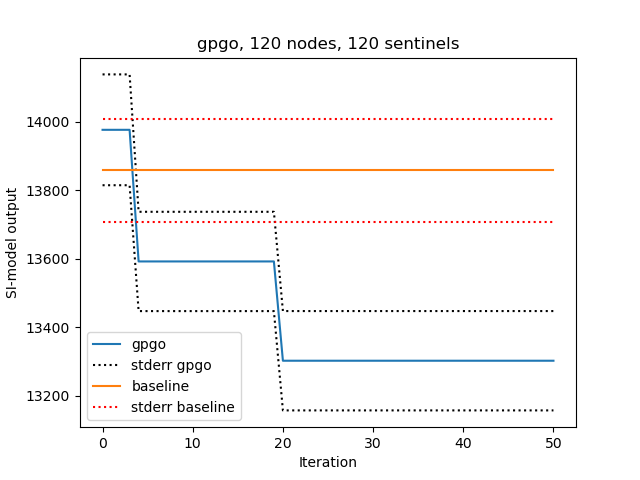 gpgo, 120 nodes, 120 sentinels
SI-model output
14000
13800
13600
13400
13200
gpgo
stderr gpgo
baseline
stderr baseline
0 10 20 30 40 50
Iteration